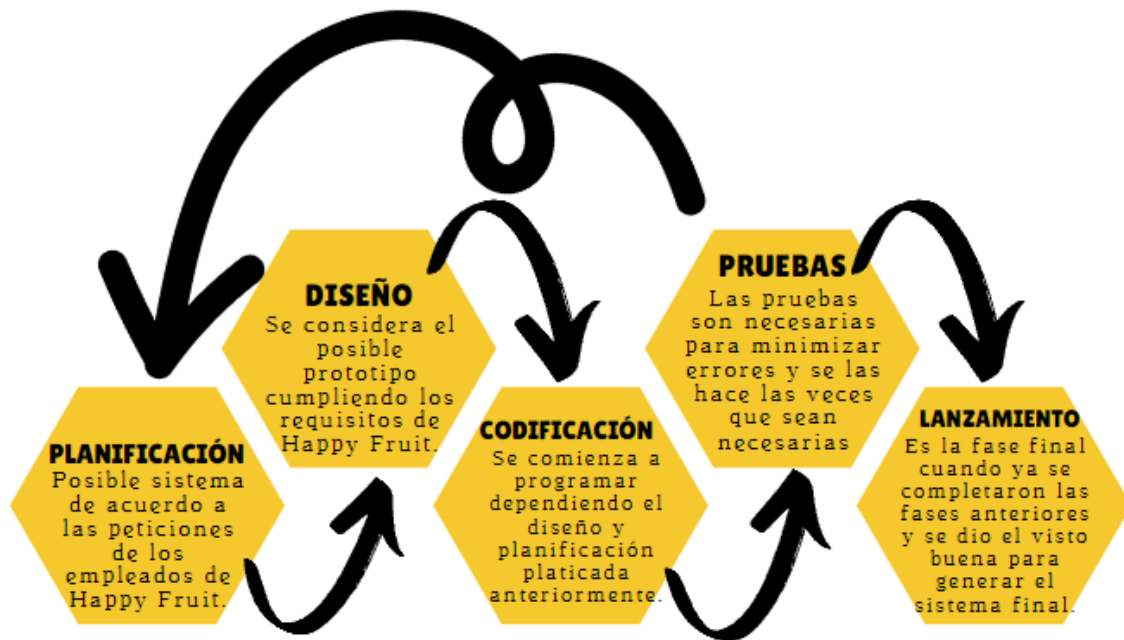 PLANIFICACIÓN
Posible sistema
de acuerdo a
las peticiones
de los
empleados de
Happy Fruit.
DISEÑO
Se considera el
posible
prototipo
cumpliendo los
requisitos de
Happy Fruit.
CODIFICACIÓN
Se comienza a
programar
dependiendo el
diseño y
planificación
platicada
anteriormente.
PRUEBAS
Las pruebas
son necesarias
para minimizar
errores y se las
hace las veces
que sean
necesarias
LANZAMIENTO
Es la fase final
cuando ya se
completaron las
fases anteriores
y se dio el visto
buena para
generar el
sistema final.